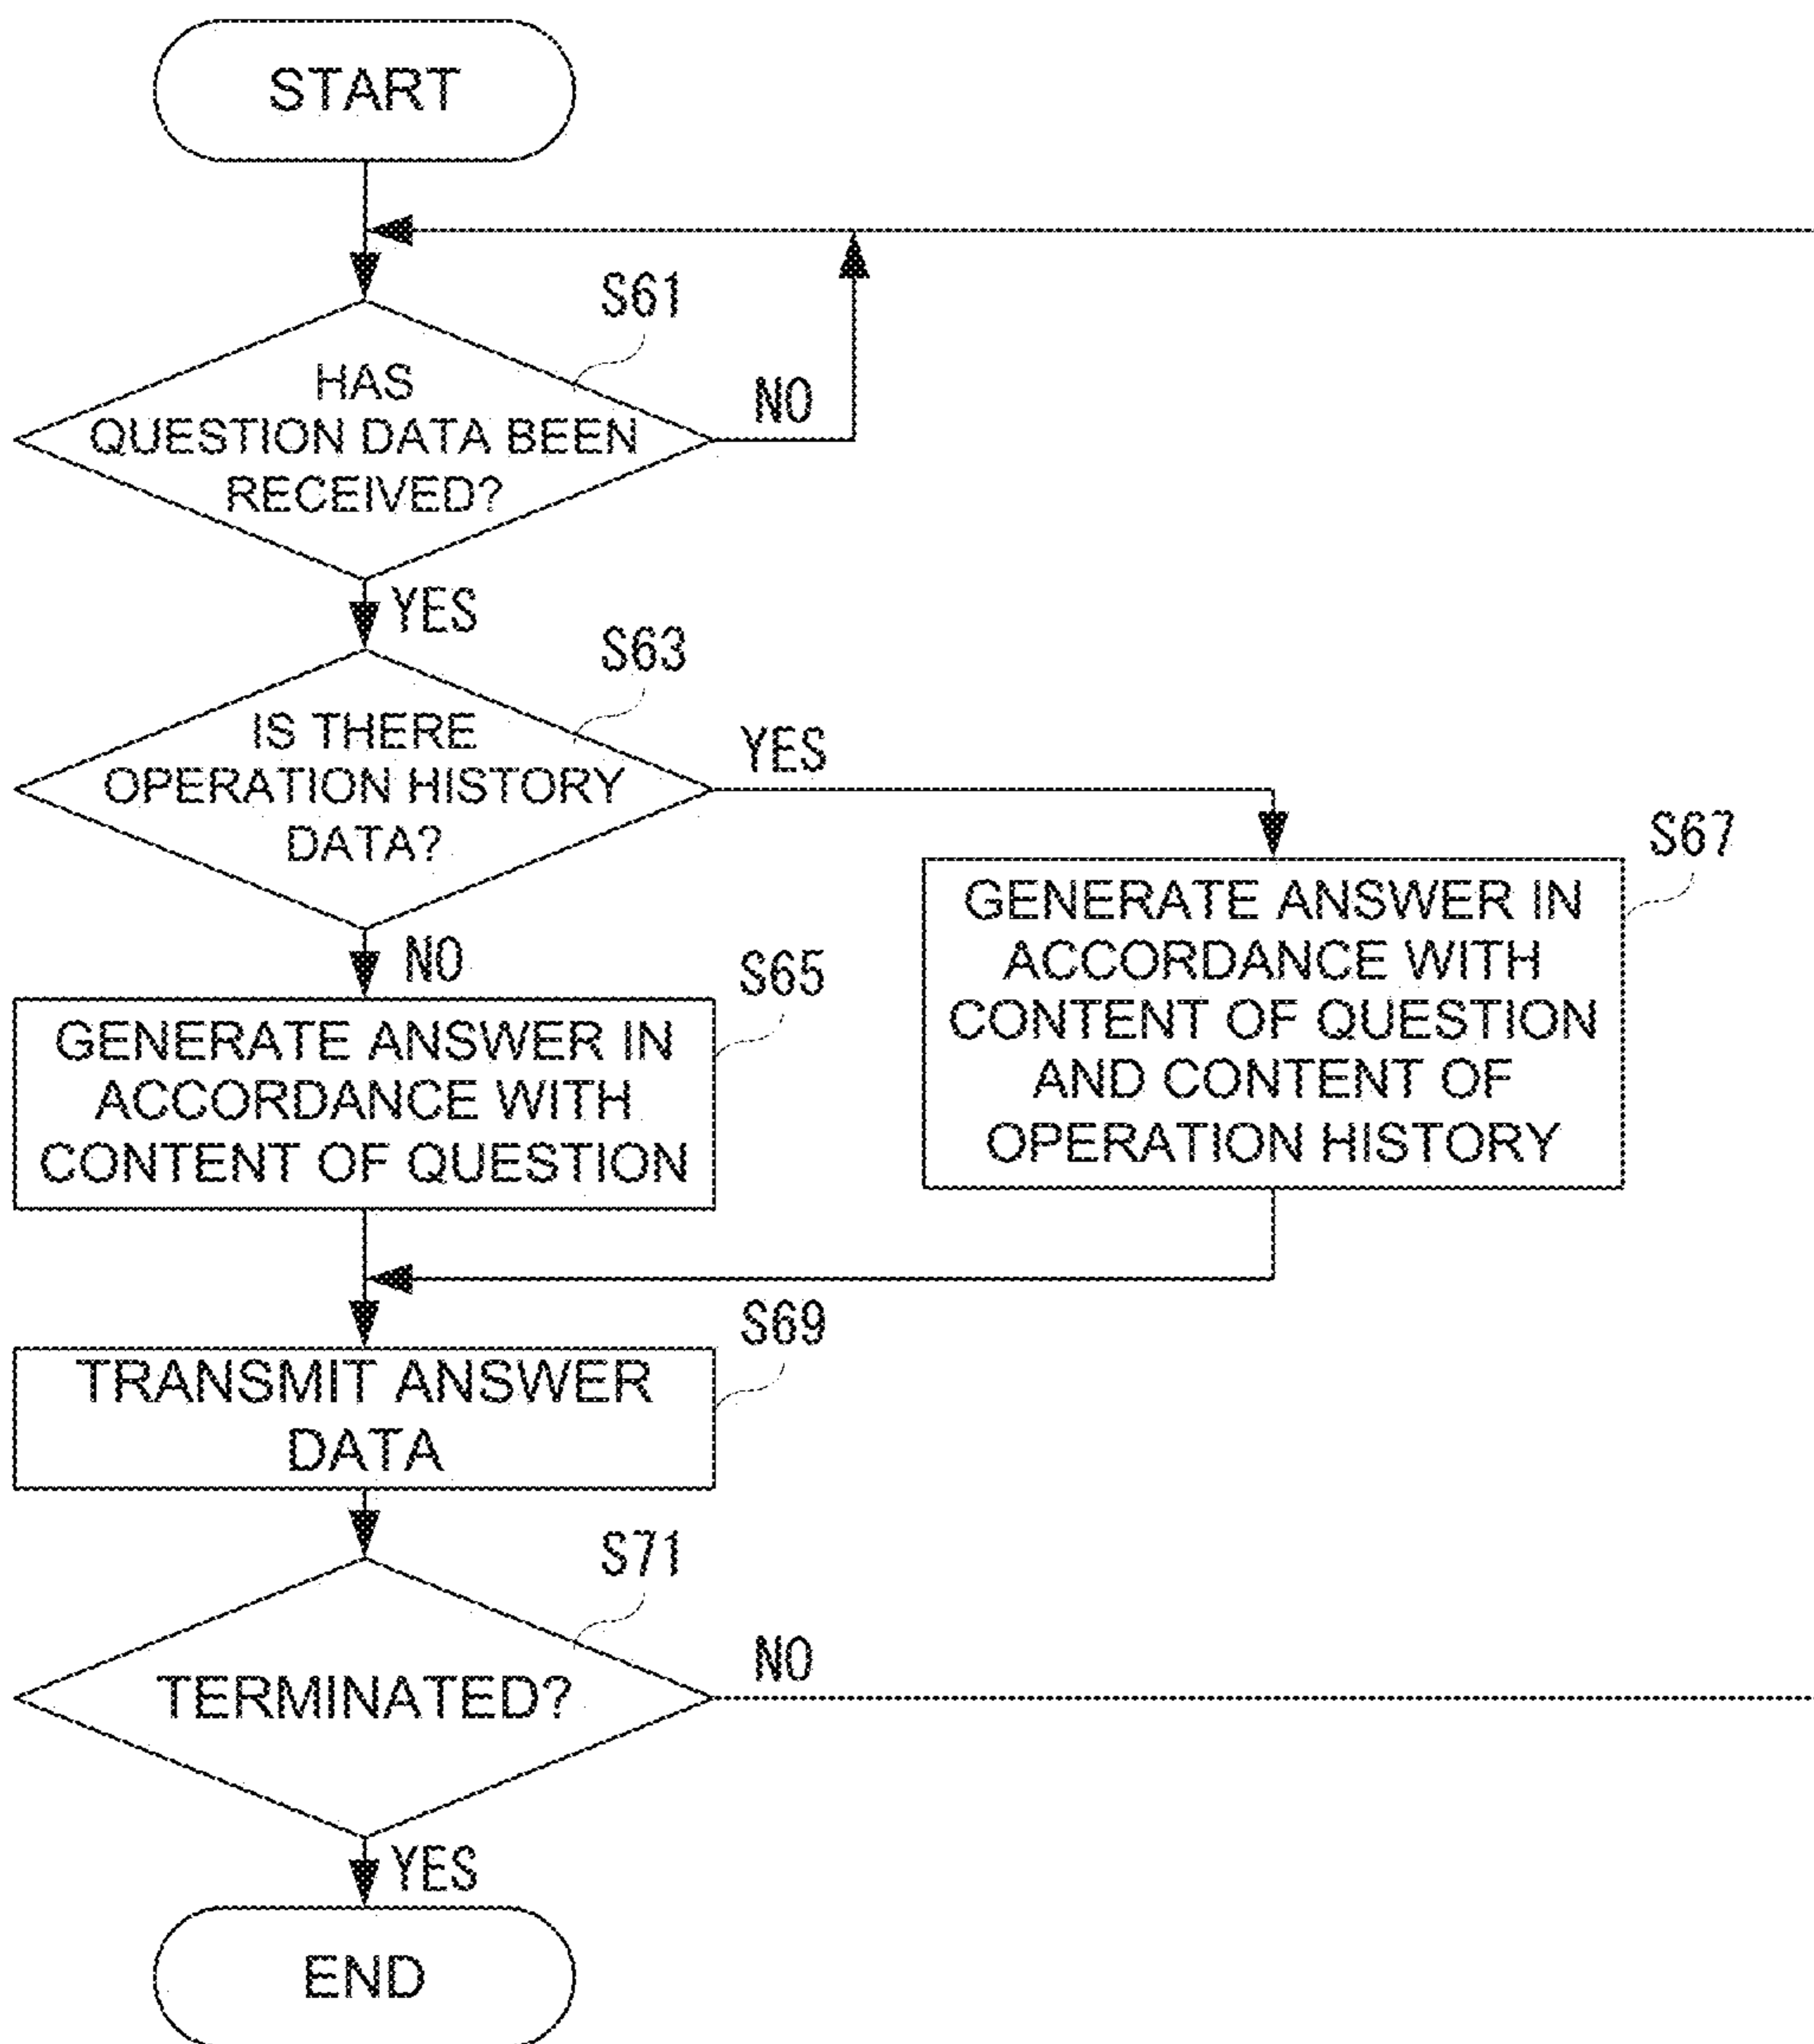 START
S61
HAS
QUESTION DATA BEEN
RECEIVED?
NO
YES
S63
IS THERE
OPERATION HISTORY
DATA?
YES
NO
S67
GENERATE ANSWER IN
ACCORDANCE WITH
CONTENT OF QUESTION
AND CONTENT OF
OPERATION HISTORY
S65
GENERATE ANSWER IN
ACCORDANCE WITH
CONTENT OF QUESTION
S69
TRANSMIT ANSWER
DATA
S71
TERMINATED?
NO
YES
END